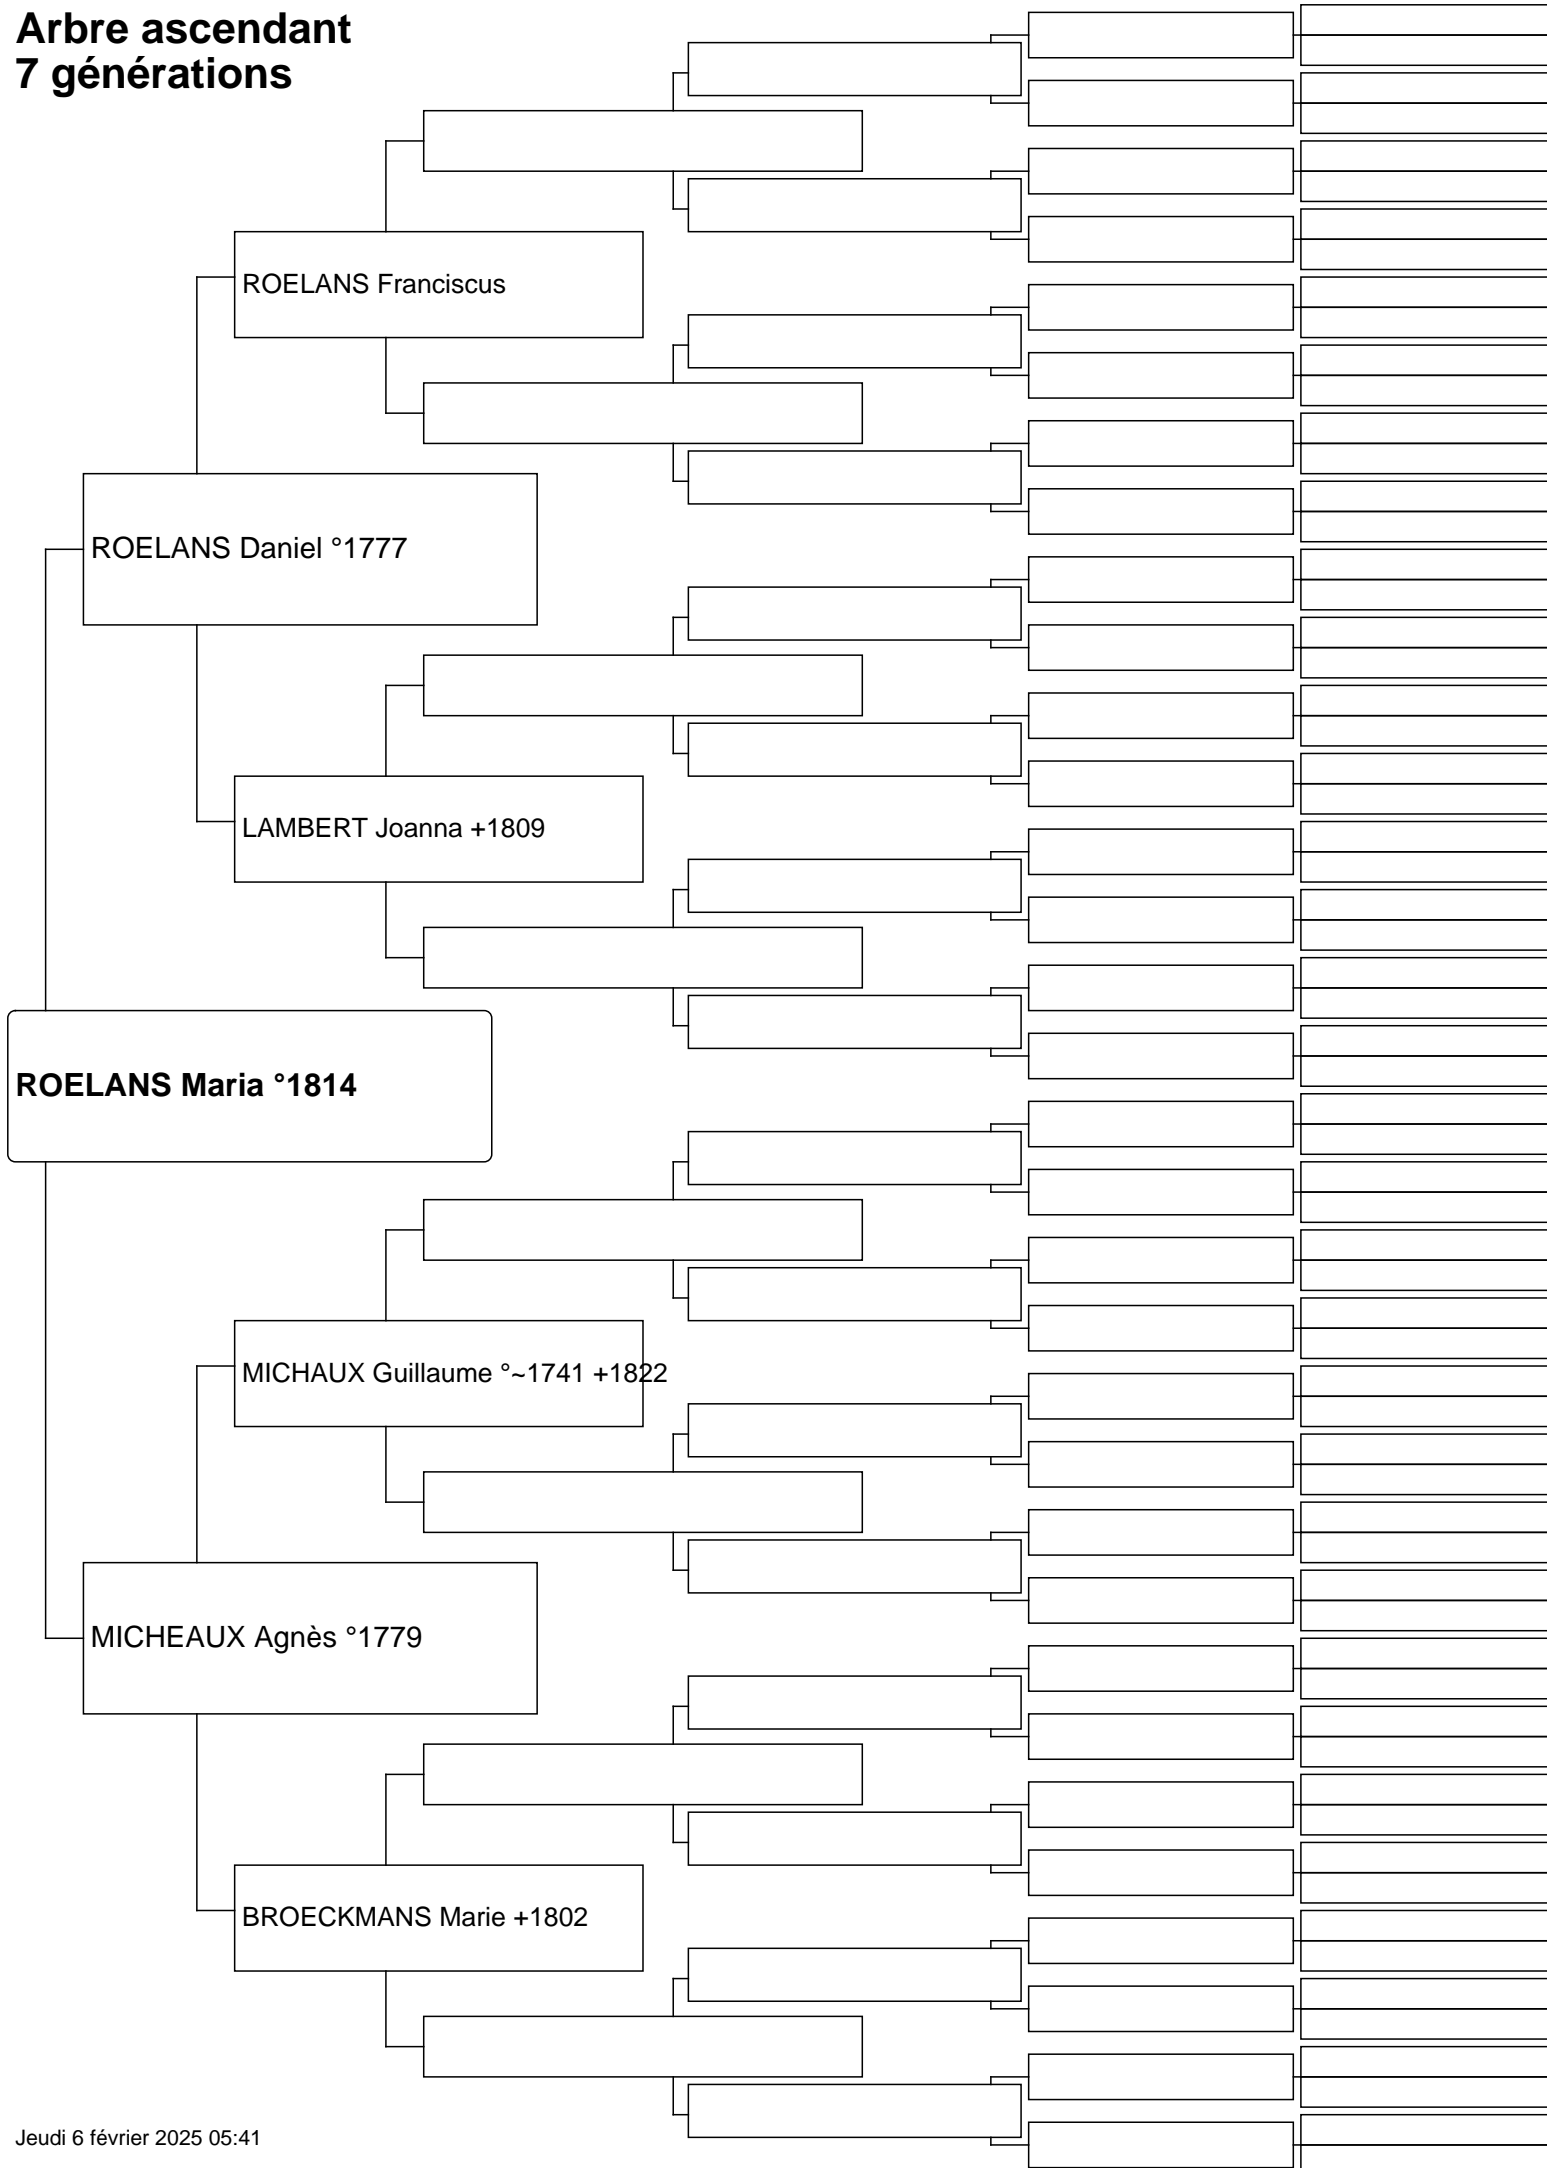 Arbre ascendant
7 générations
ROELANS Franciscus
ROELANS Daniel °1777
LAMBERT Joanna +1809
ROELANS Maria °1814
MICHAUX Guillaume °~1741 +1822
MICHEAUX Agnès °1779
BROECKMANS Marie +1802
Jeudi 6 février 2025 05:41